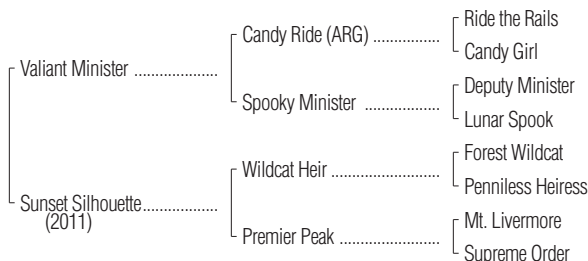 Ride the Rails
Candy Ride (ARG) ..................
Candy Girl
Valiant Minister .....................
Deputy Minister
Spooky Minister ....................
Lunar Spook
Forest Wildcat
Wildcat Heir ...........................
Penniless Heiress
Sunset Silhouette...................
(2011)
Mt. Livermore
Premier Peak .........................
Supreme Order